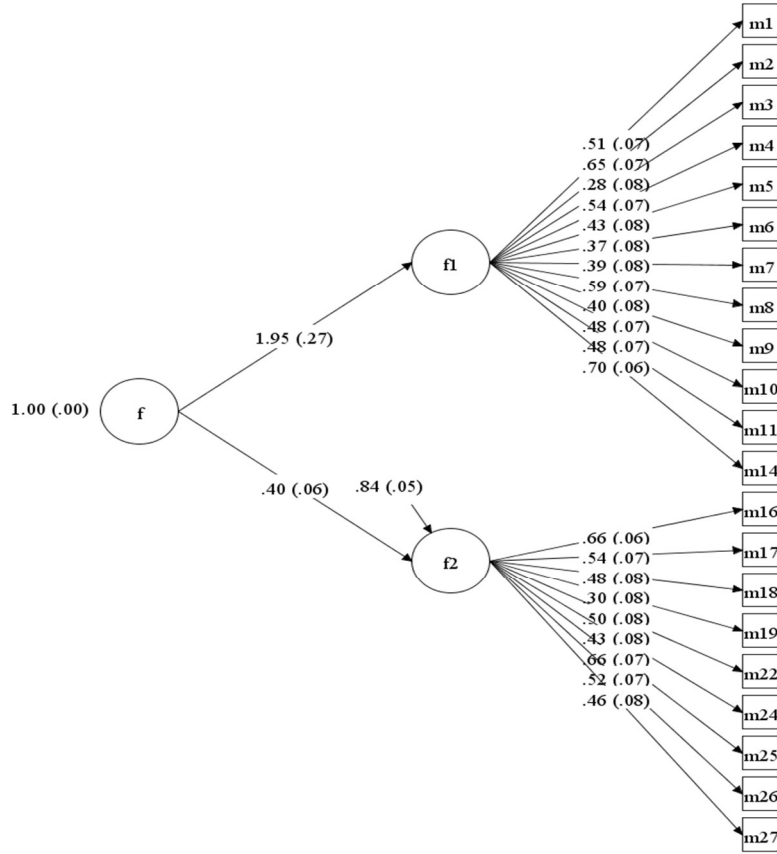 m1
m2
m3
m4
m5
m6
m7
m8
m9
m10
m11
m14
.51 (.07)
.65 (.07)
.28 (.08)
.54 (.07)
.43 (.08)
.37 (.08)
.39 (.08)
.59 (.07)
.40 (.08)
.48 (.07)
.48 (.07)
.70 (.06)
f1
1.95 (.27)
1.00 (.00)
f
.40 (.06)
.84 (.05)
f2
.66 (.06)
.54 (.07)
.48 (.08)
.30 (.08)
.50 (.08)
.43 (.08)
.66 (.07)
.52 (.07)
.46 (.08)
m16
m17
m18
m19
m22
m24
m25
m26
m27